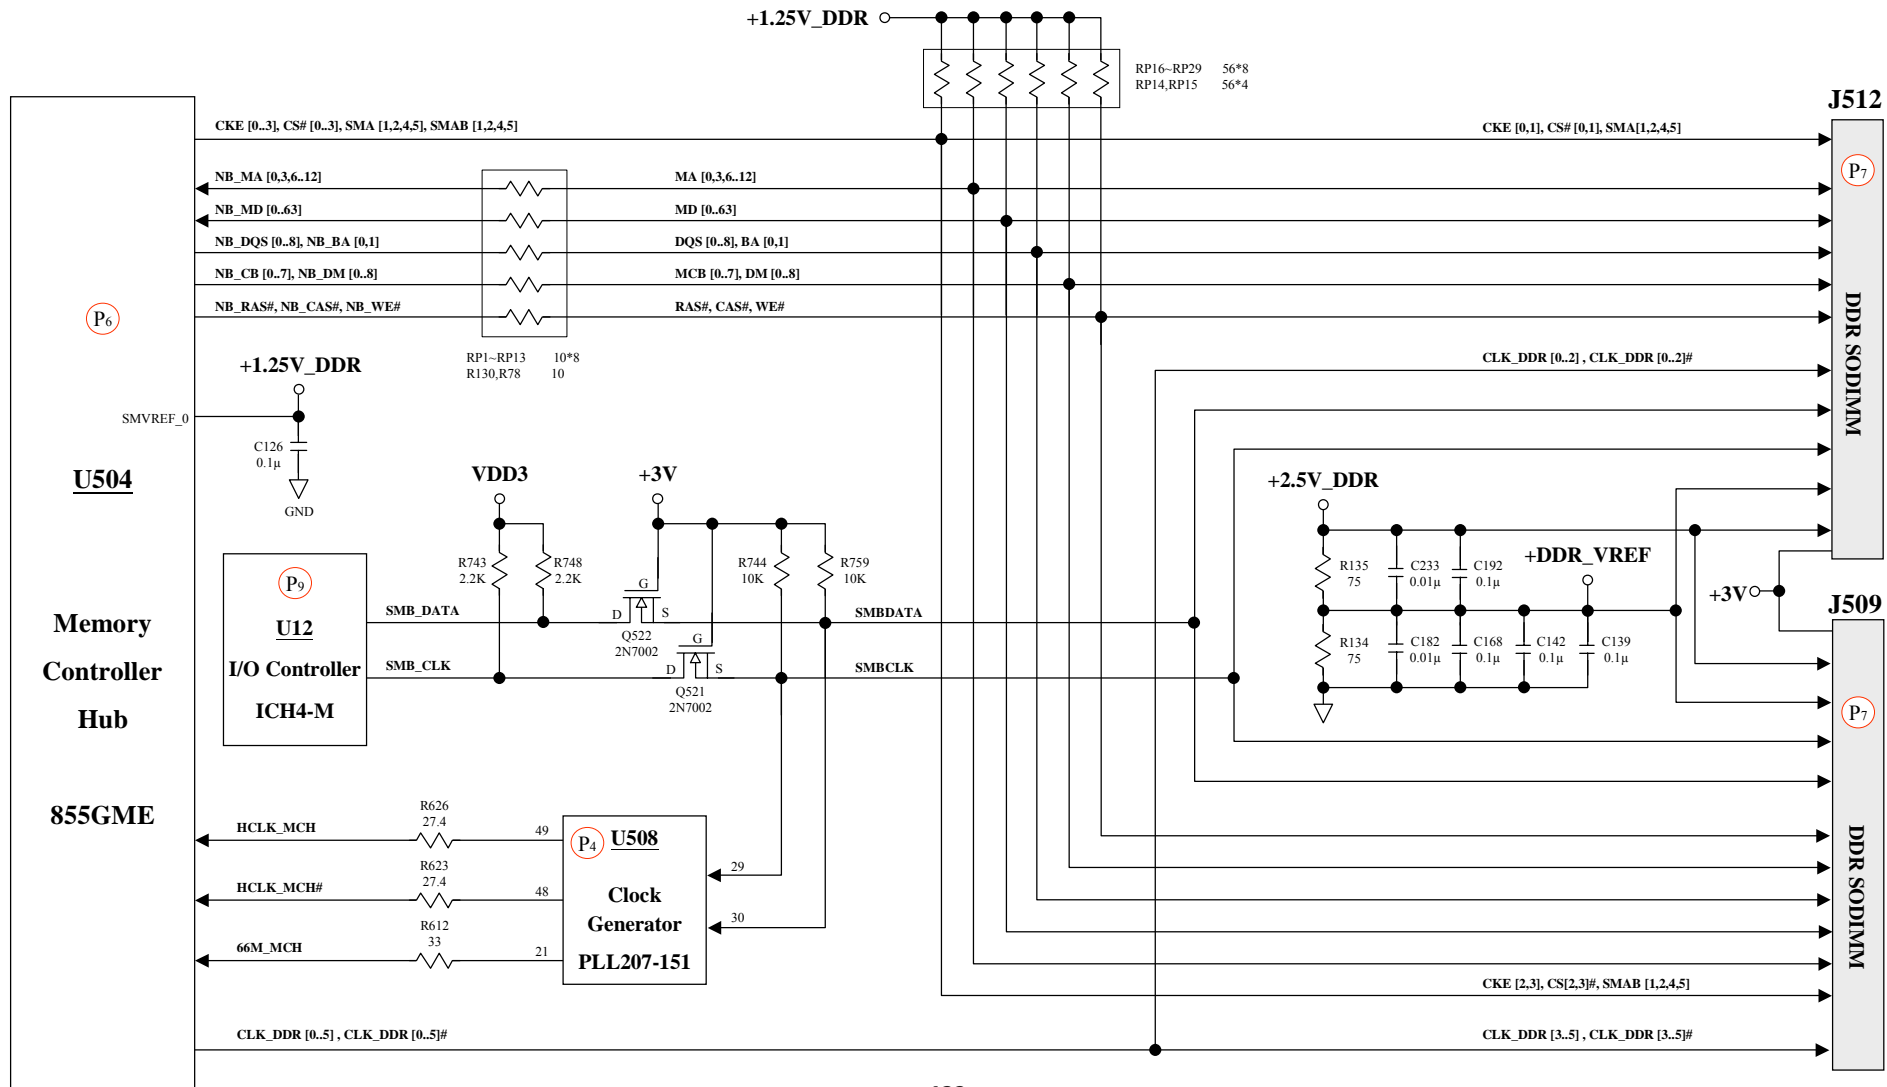 +1.25V_DDR
RP16~RP29 56*8
RP14,RP15 56*4
J512
CKE [0..3], CS# [0..3], SMA [1,2,4,5], SMAB [1,2,4,5]
CKE [0,1], CS# [0,1], SMA[1,2,4,5]
P7
NB_MA [0,3,6..12]
MA [0,3,6..12]
NB_MD [0..63]
MD [0..63]
NB_DQS [0..8], NB_BA [0,1]
DQS [0..8], BA [0,1]
NB_CB [0..7], NB_DM [0..8]
MCB [0..7], DM [0..8]
NB_RAS#, NB_CAS#, NB_WE#
RAS#, CAS#, WE#
P6
DDR SODIMM
RP1~RP13 10*8
R130,R78 10
CLK_DDR [0..2] , CLK_DDR [0..2]#
+1.25V_DDR
SMVREF_0
C126
0.1µ
GND
U504
VDD3
+3V
+2.5V_DDR
R743
2.2K
R748
2.2K
R744
10K
R759
10K
R135
75
C233
0.01µ
C192
0.1µ
+DDR_VREF
+3V
J509
P9
U12
I/O Controller
ICH4-M
SMB_DATA
D
G
S
Q522
2N7002
SMBDATA
SMB_CLK
D
G
S
Q521
2N7002
SMBCLK
R134
75
C182
0.01µ
C168
0.1µ
C142
0.1µ
C139
0.1µ
Memory
Controller
Hub
855GME
P7
HCLK_MCH
R626
27.4
49
P4
U508
Clock
Generator
PLL207-151
29
30
HCLK_MCH#
R623
27.4
48
66M_MCH
R612
33
21
DDR SODIMM
CKE [2,3], CS[2,3]#, SMAB [1,2,4,5]
CLK_DDR [0..5] , CLK_DDR [0..5]#
CLK_DDR [3..5] , CLK_DDR [3..5]#